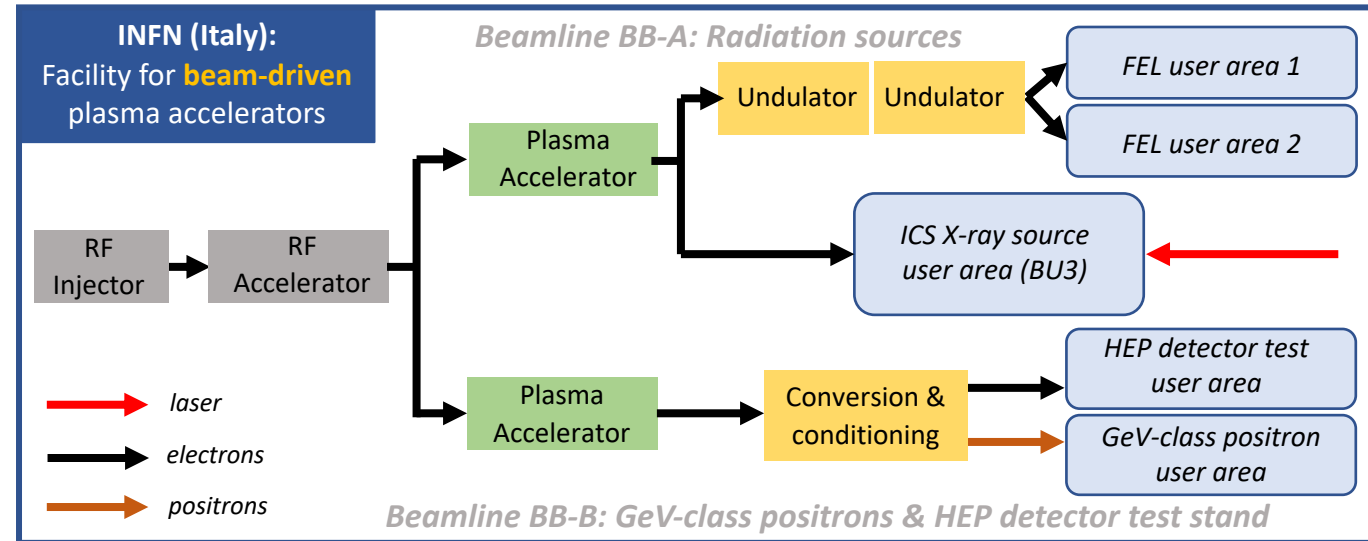 INFN (Italy):
Facility for beam-driven
plasma accelerators
Beamline BB-A: Radiation sources
Undulator
Undulator
FEL user area 1
FEL user area 2
Plasma
Accelerator
ICS X-ray source
user area (BU3)
RF
Injector
RF
Accelerator
HEP detector test
user area
Plasma
Accelerator
Conversion &
conditioning
GeV-class positron
user area
laser
electrons
positrons
Beamline BB-B: GeV-class positrons & HEP detector test stand